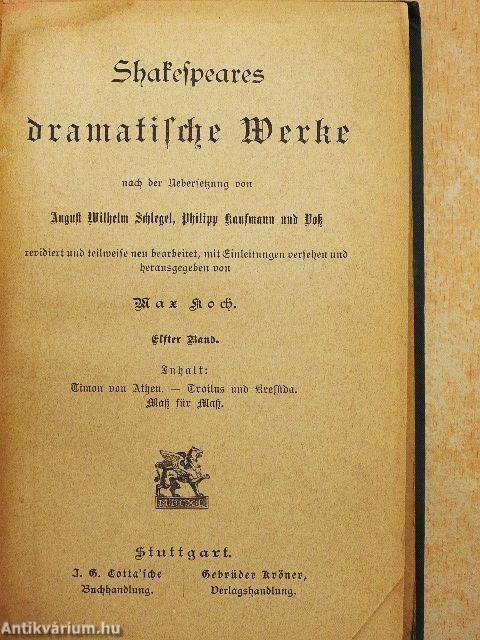 Shakeſpeares
dramatiſche Werke
nach der Ueberſetzung von
Auguſt Wilhelm Schlegel, Philipp Kaufmann und Voß
revidiert und teilweiſe neu bearbeitet, mit Einleitungen verſehen und
herausgegeben von
Max Koch.
Elfter Band.
Inhalt:
Timon von Athen. — Troilus und Kreſſida.
Maß für Maß.
Stuttgart.
J. G. Cotta'ſche
Buchhandlung.
Gebrüder Kröner,
Verlagshandlung.
Antikvárium.hu